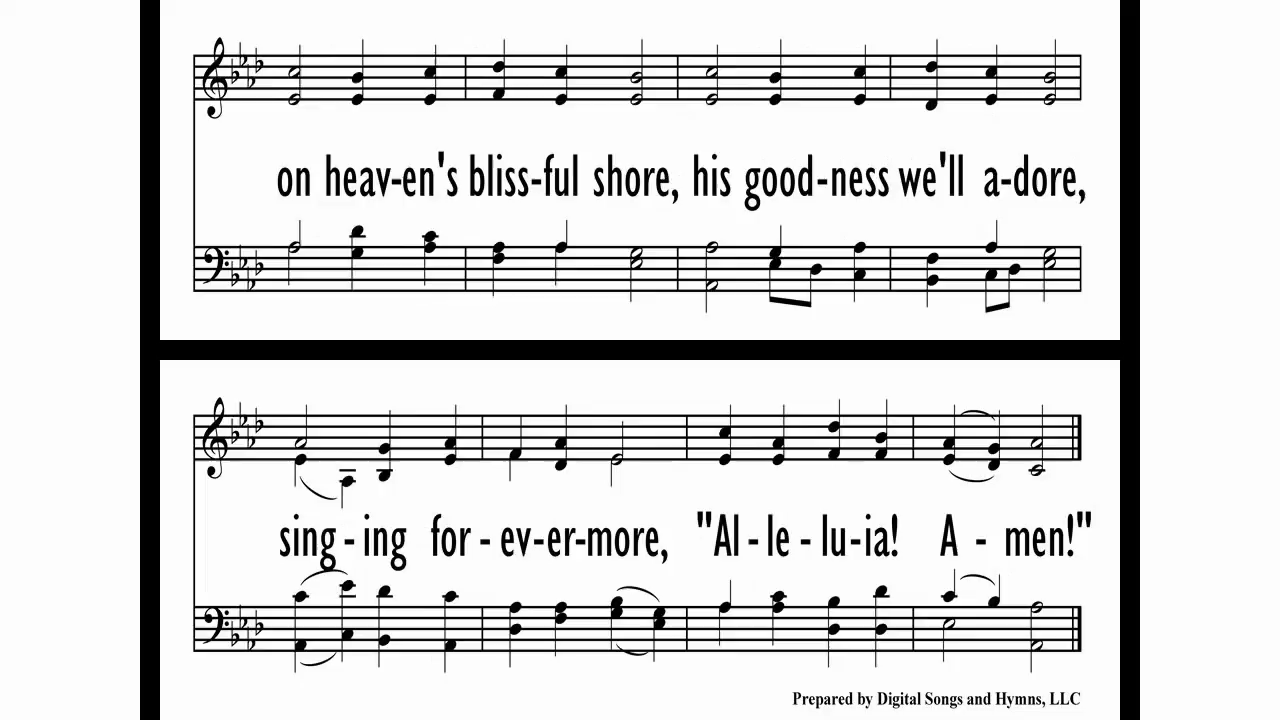 on heav-en's bliss-ful shore, his good-ness we'll a-dore,
sing - ing for - ev-er-more, "Al - le - lu-ia! A - men!"
Prepared by Digital Songs and Hymns, LLC